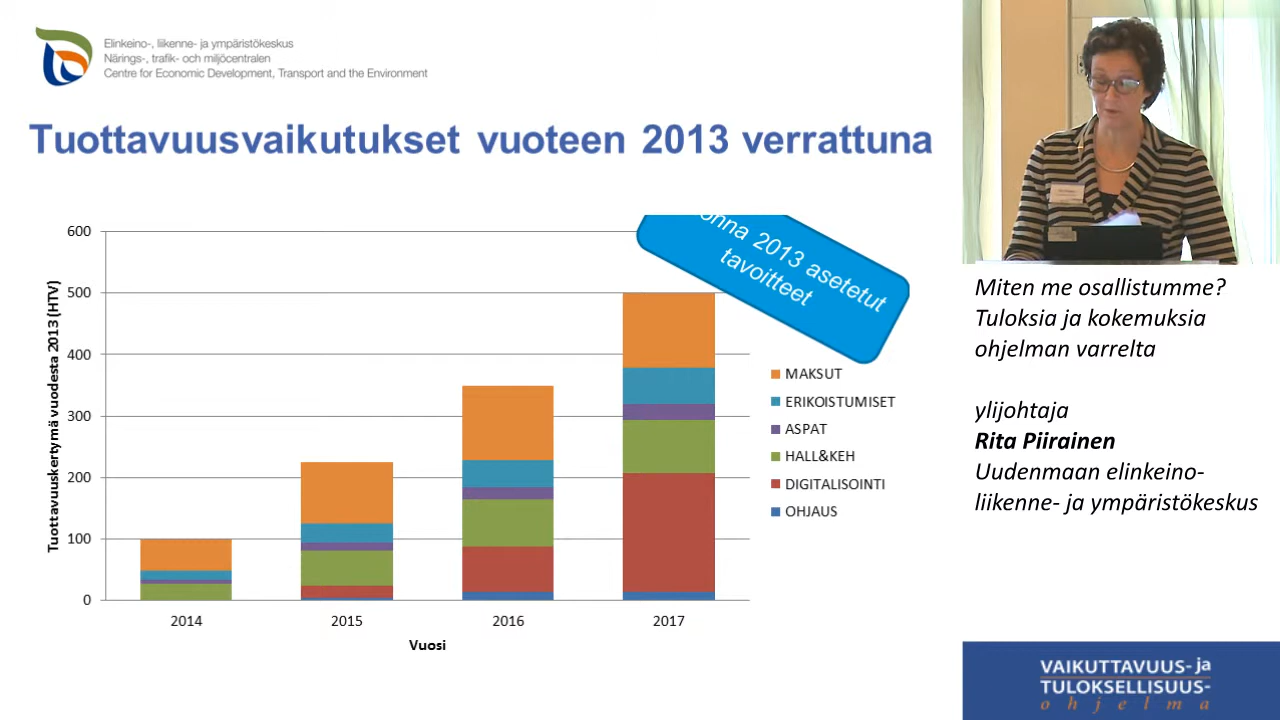 Elinkeino-, liikenne- ja ympäristökeskus
Närings-, trafik- och miljöcentralen
Centre for Economic Development, Transport and the Environment
Tuottavuusvaikutukset vuoteen 2013 verrattuna
2013 asetetut
tavoitteet
Tuottavuuskertymä vuodesta 2013 (HTV)
600
500
400
300
200
100
0
2014 2015 2016 2017
Vuosi
MAKSUT
ERIKOISTUMISET
ASPAT
HALL&KEH
DIGITALISOINTI
OHJAUS
Miten me osallistumme?
Tuloksia ja kokemuksia
ohjelman varrelta
ylijohtaja
Rita Piirainen
Uudenmaan elinkeino-
liikenne- ja ympäristökeskus
VAIKUTTAVUUS- ja
TULOKSELLISUUS-
ohjelma